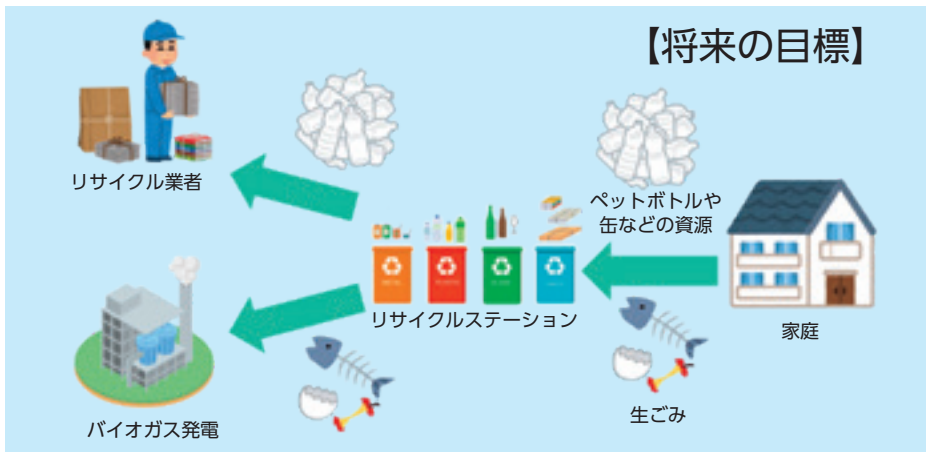 【将来の目標】
リサイクル業者
ペットボトルや
缶などの資源
リサイクルステーション
家庭
生ごみ
バイオガス発電